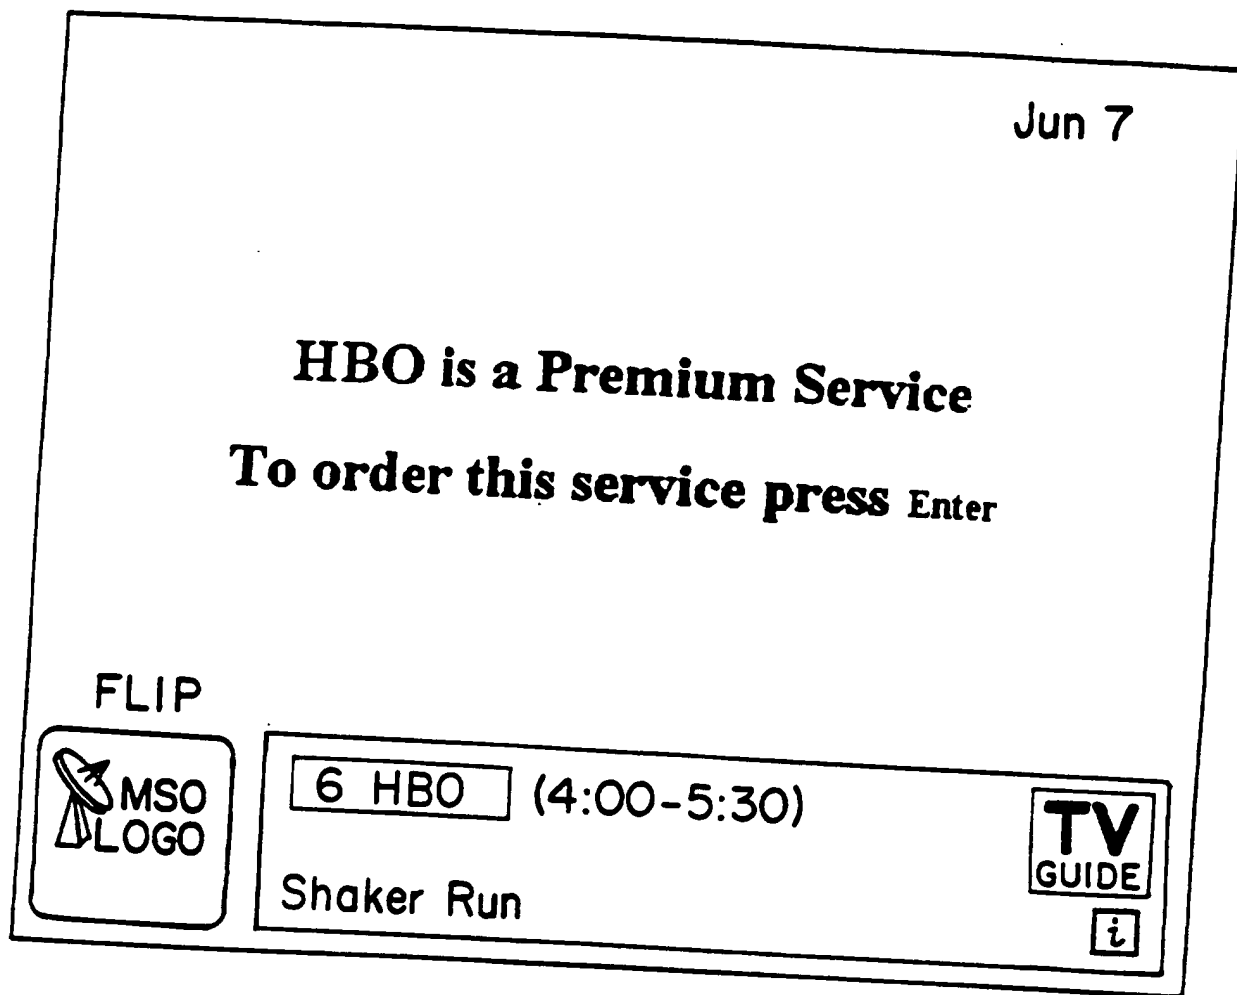 Jun 7
HBO is a Premium Service
To order this service press Enter
FLIP
MSO
LOGO
6 HBO (4:00-5:30)
Shaker Run
TV
GUIDE
i